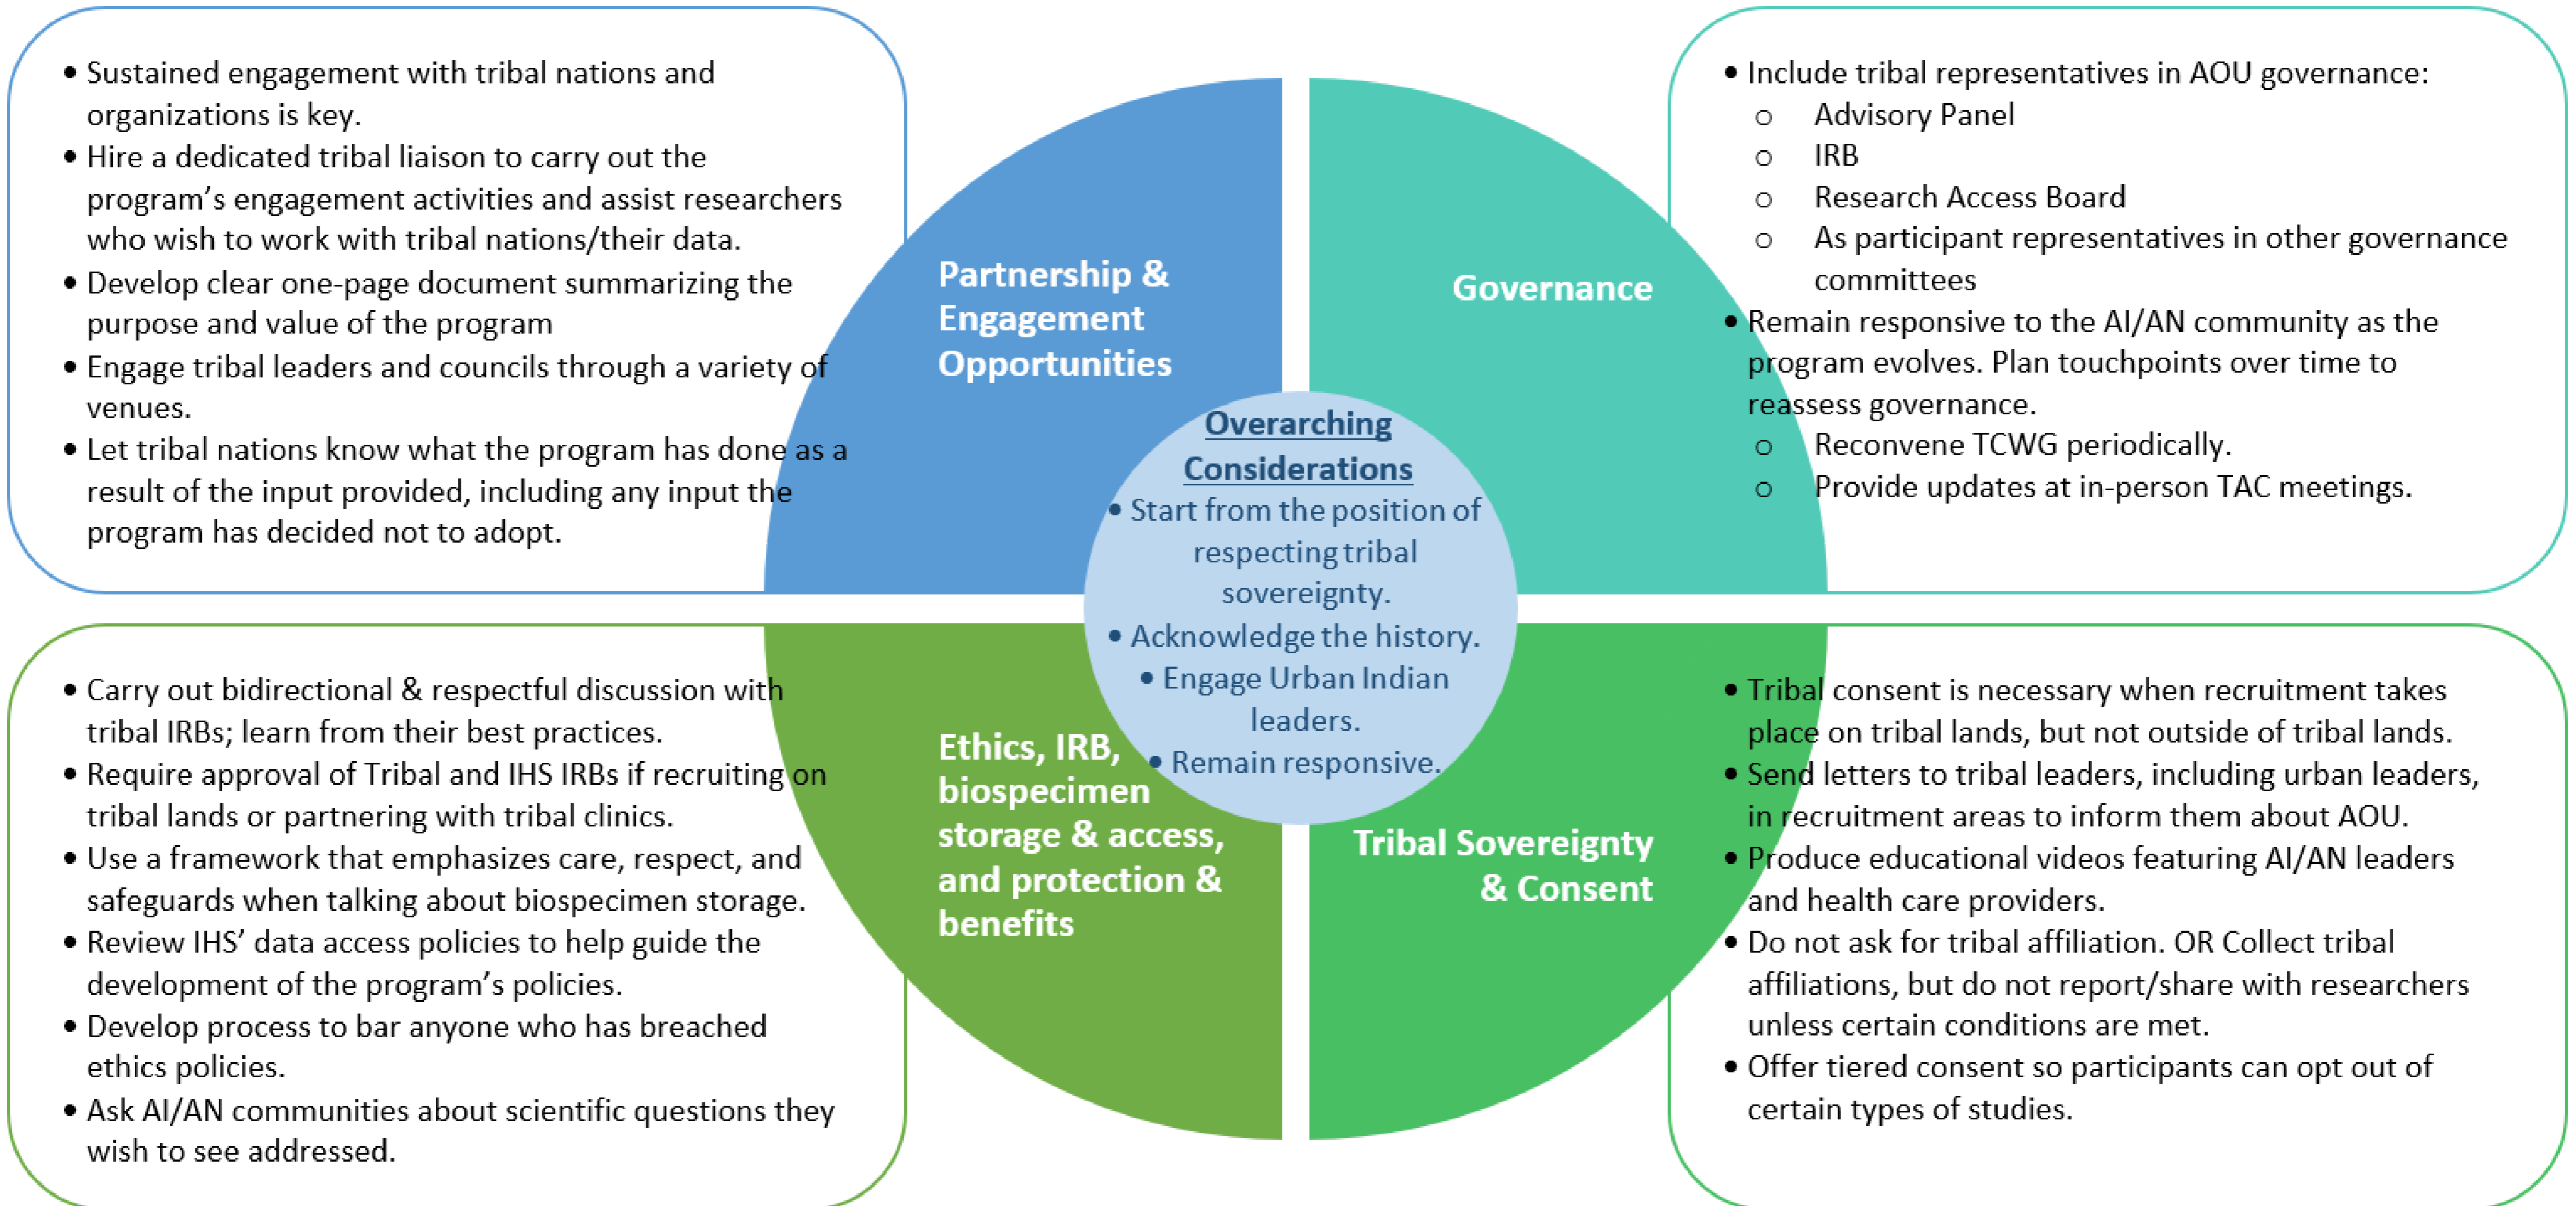 • Sustained engagement with tribal nations and
organizations is key.
• Hire a dedicated tribal liaison to carry out the
program’s engagement activities and assist researchers
who wish to work with tribal nations/their data.
• Develop clear one-page document summarizing the
purpose and value of the program
• Engage tribal leaders and councils through a variety of
venues.
• Let tribal nations know what the program has done as a
result of the input provided, including any input the
program has decided not to adopt.
Partnership &
Engagement
Opportunities
Governance
• Include tribal representatives in AOU governance:
o Advisory Panel
o IRB
o Research Access Board
o As participant representatives in other governance
committees
• Remain responsive to the AI/AN community as the
program evolves. Plan touchpoints over time to
reassess governance.
o Reconvene TCWG periodically.
o Provide updates at in-person TAC meetings.
Overarching
Considerations
• Start from the position of
respecting tribal
sovereignty.
• Acknowledge the history.
• Engage Urban Indian
leaders.
• Remain responsive.
• Carry out bidirectional & respectful discussion with
tribal IRBs; learn from their best practices.
• Require approval of Tribal and IHS IRBs if recruiting on
tribal lands or partnering with tribal clinics.
• Use a framework that emphasizes care, respect, and
safeguards when talking about biospecimen storage.
• Review IHS’ data access policies to help guide the
development of the program’s policies.
• Develop process to bar anyone who has breached
ethics policies.
• Ask AI/AN communities about scientific questions they
wish to see addressed.
Ethics, IRB,
biospecimen
storage & access,
and protection &
benefits
Tribal Sovereignty
& Consent
• Tribal consent is necessary when recruitment takes
place on tribal lands, but not outside of tribal lands.
• Send letters to tribal leaders, including urban leaders,
in recruitment areas to inform them about AOU.
• Produce educational videos featuring AI/AN leaders
and health care providers.
• Do not ask for tribal affiliation. OR Collect tribal
affiliations, but do not report/share with researchers
unless certain conditions are met.
• Offer tiered consent so participants can opt out of
certain types of studies.